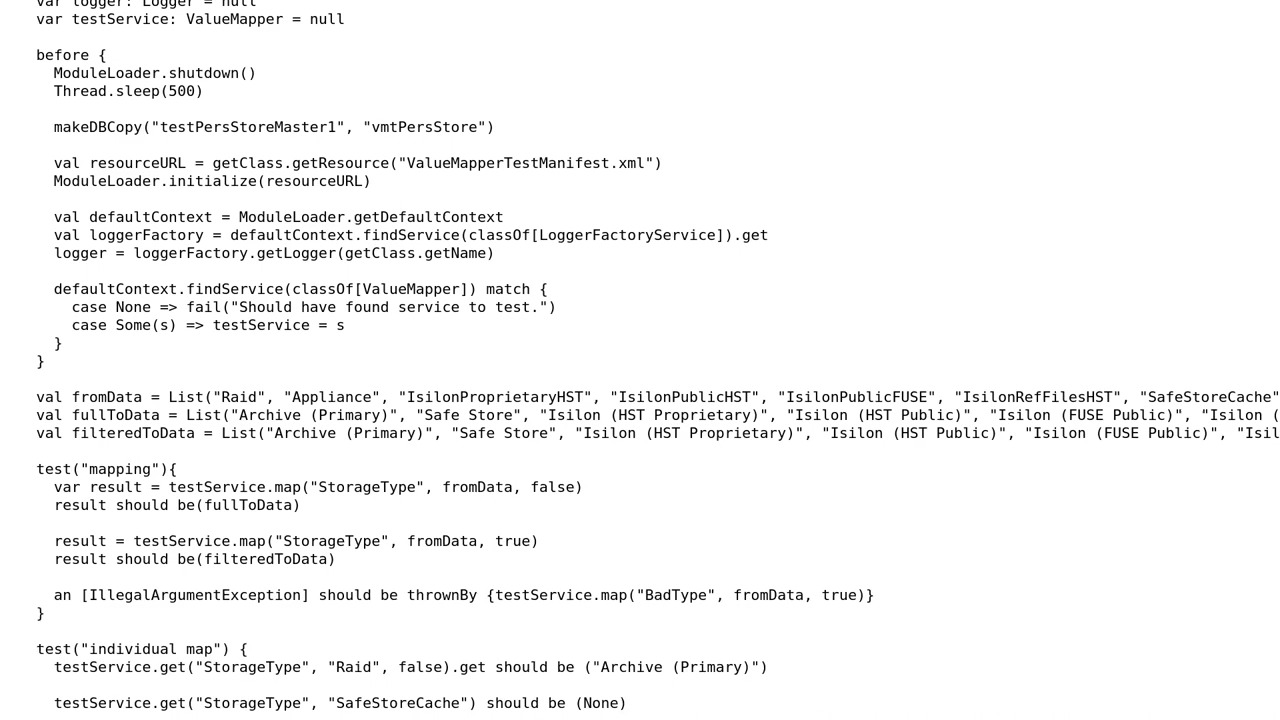 var logger: Logger = null
var testService: ValueMapper = null
before {
ModuleLoader.shutdown()
Thread.sleep(500)
makeDBCopy("testPersStoreMaster1", "vmtPersStore")
val resourceURL = getClass.getResource("ValueMapperTestManifest.xml")
ModuleLoader.initialize(resourceURL)
val defaultContext = ModuleLoader.getDefaultContext
val loggerFactory = defaultContext.findService(classOf[LoggerFactoryService]).get
logger = loggerFactory.getLogger(getClass.getName)
defaultContext.findService(classOf[ValueMapper]) match {
case None => fail("Should have found service to test.")
case Some(s) => testService = s
}
}
val fromData = List("Raid", "Appliance", "IsilonProprietaryHST", "IsilonPublicHST", "IsilonPublicFUSE", "IsilonRefFilesHST", "SafeStoreCache"
val fullToData = List("Archive (Primary)", "Safe Store", "Isilon (HST Proprietary)", "Isilon (HST Public)", "Isilon (FUSE Public)", "Isilon (
val filteredToData = List("Archive (Primary)", "Safe Store", "Isilon (HST Proprietary)", "Isilon (HST Public)", "Isilon (FUSE Public)", "Isil
test("mapping"){
var result = testService.map("StorageType", fromData, false)
result should be(fullToData)
result = testService.map("StorageType", fromData, true)
result should be(filteredToData)
an [IllegalArgumentException] should be thrownBy {testService.map("BadType", fromData, true)}
}
test("individual map") {
testService.get("StorageType", "Raid", false).get should be ("Archive (Primary)")
testService.get("StorageType", "SafeStoreCache") should be (None)